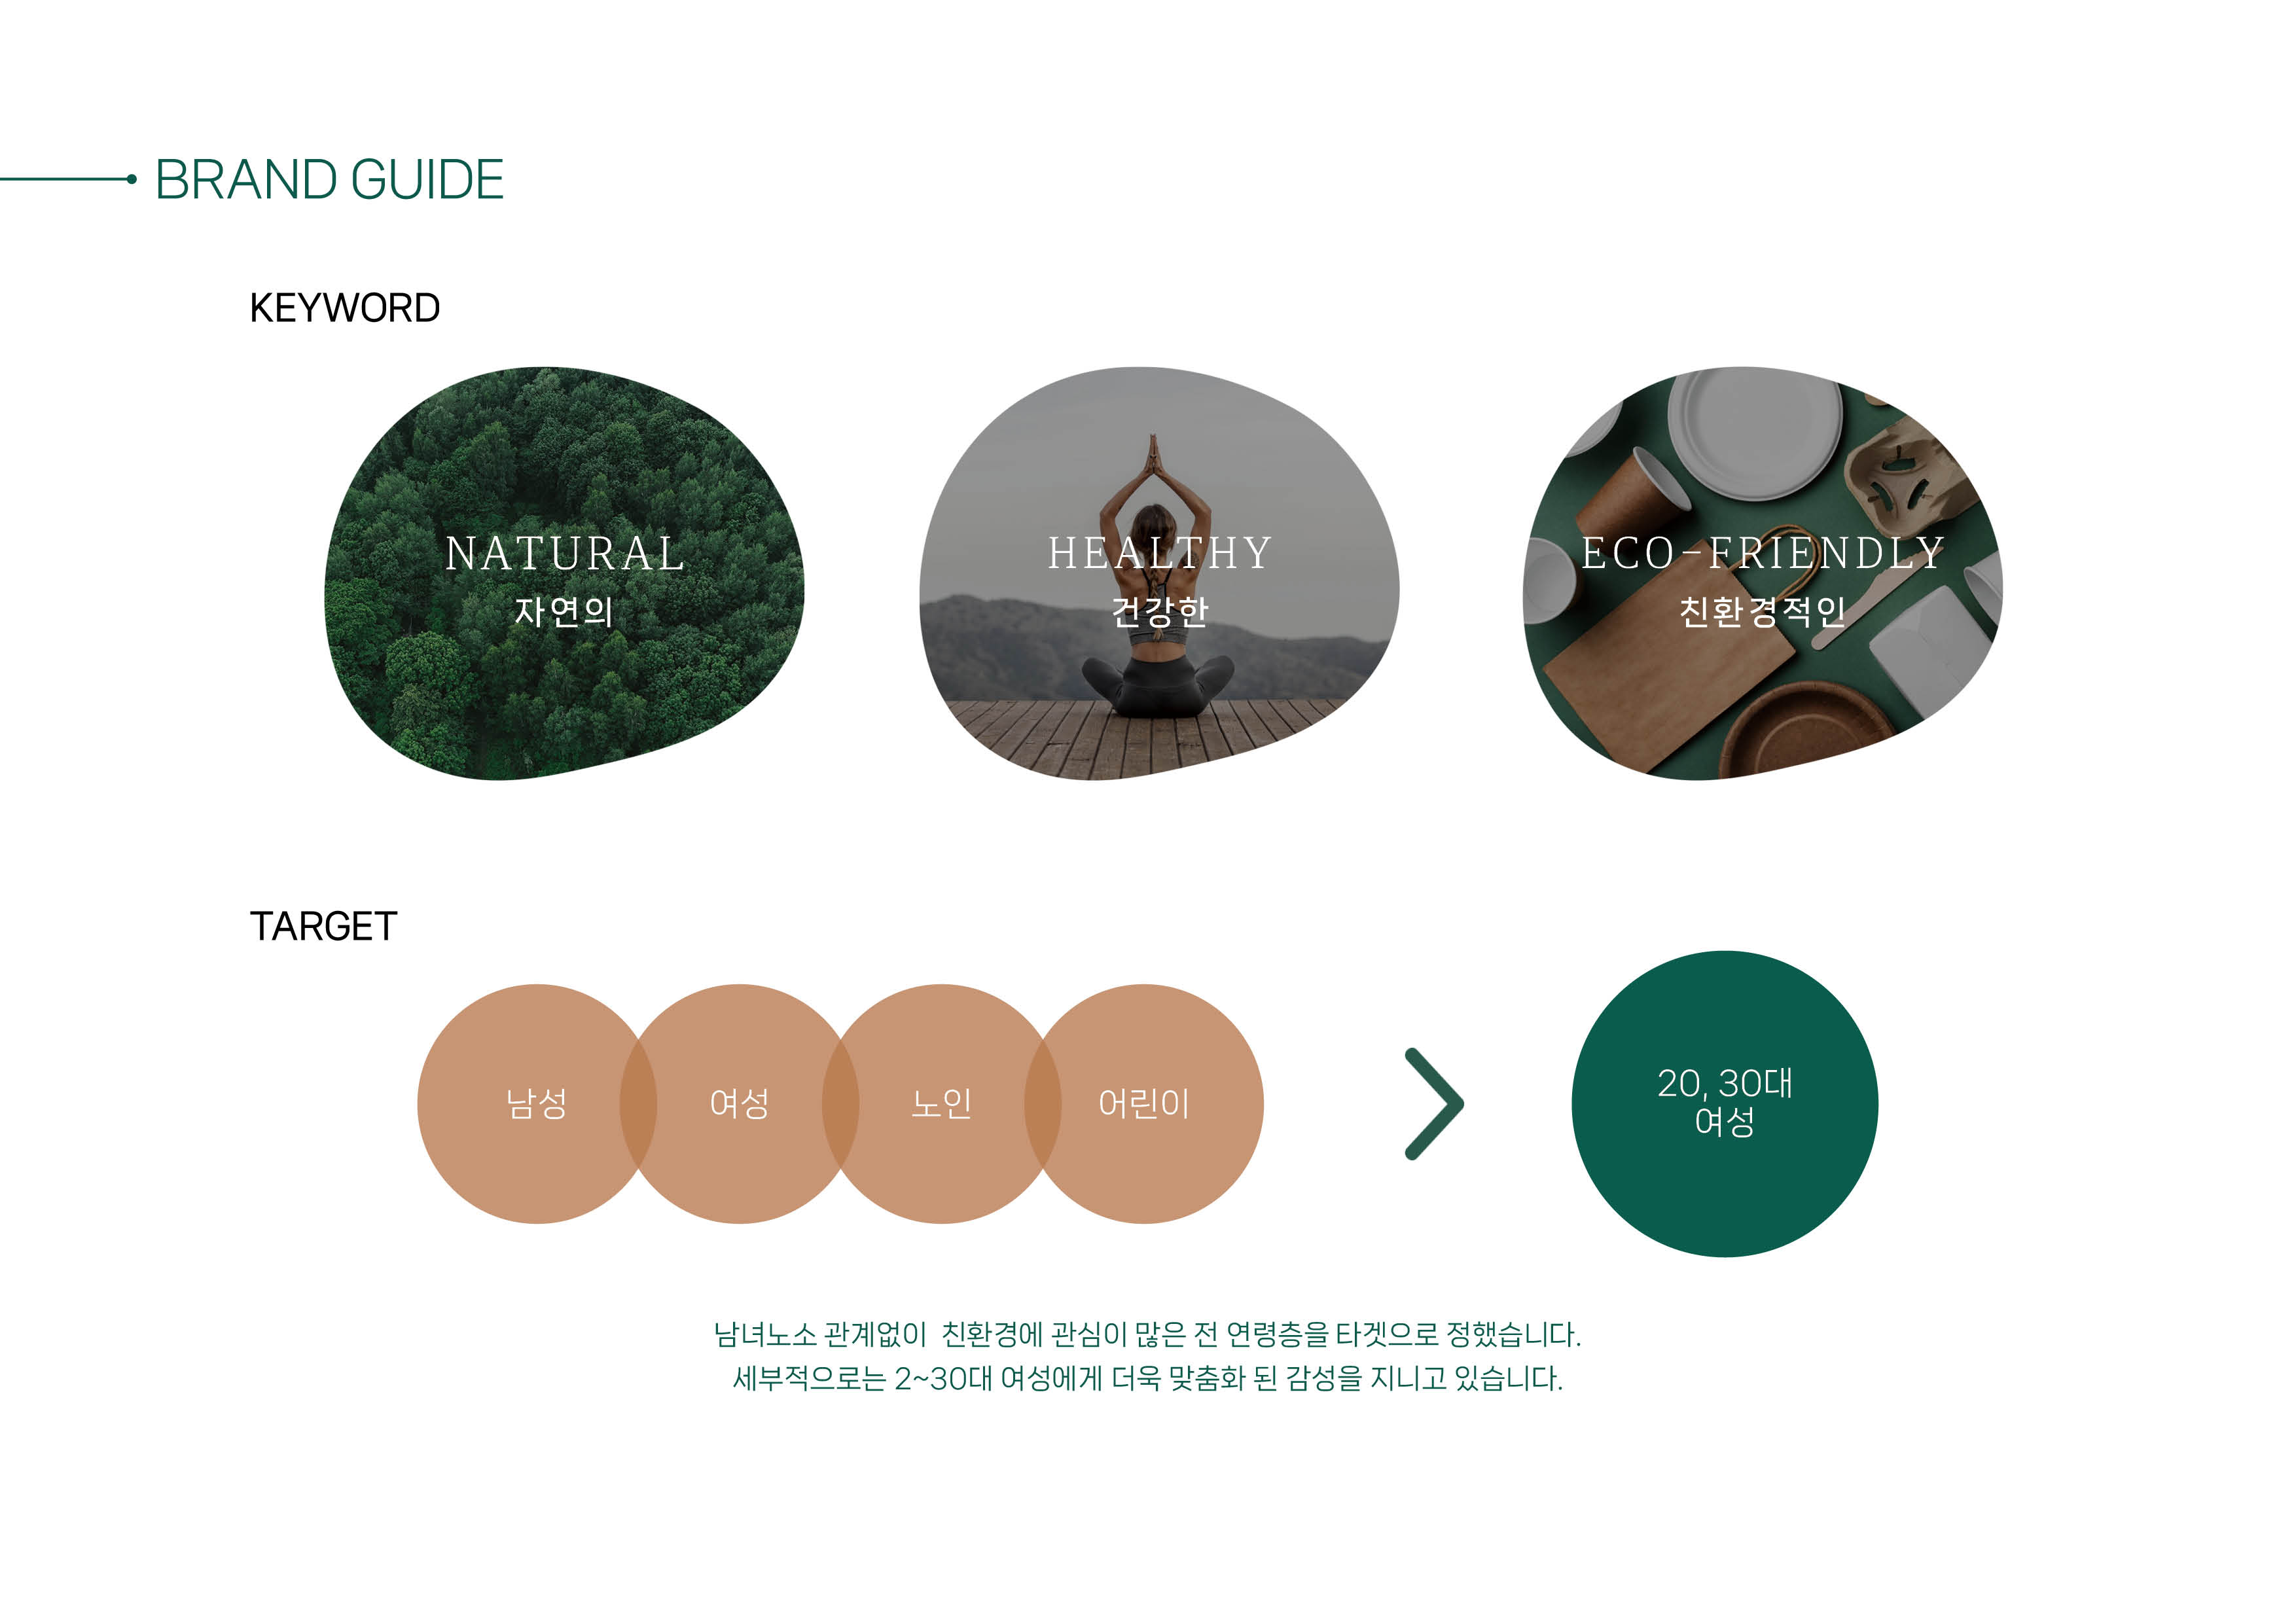 BRAND GUIDE
KEYWORD
NATURAL
자연의
HEALTHY
건강한
ECO-FRIENDLY
친환경적인
TARGET
남성
여성
노인
어린이
20, 30대
여성
남녀노소 관계없이 친환경에 관심이 많은 전 연령층을 타겟으로 정했습니다.
세부적으로는 2~30대 여성에게 더욱 맞춤화 된 감성을 지니고 있습니다.